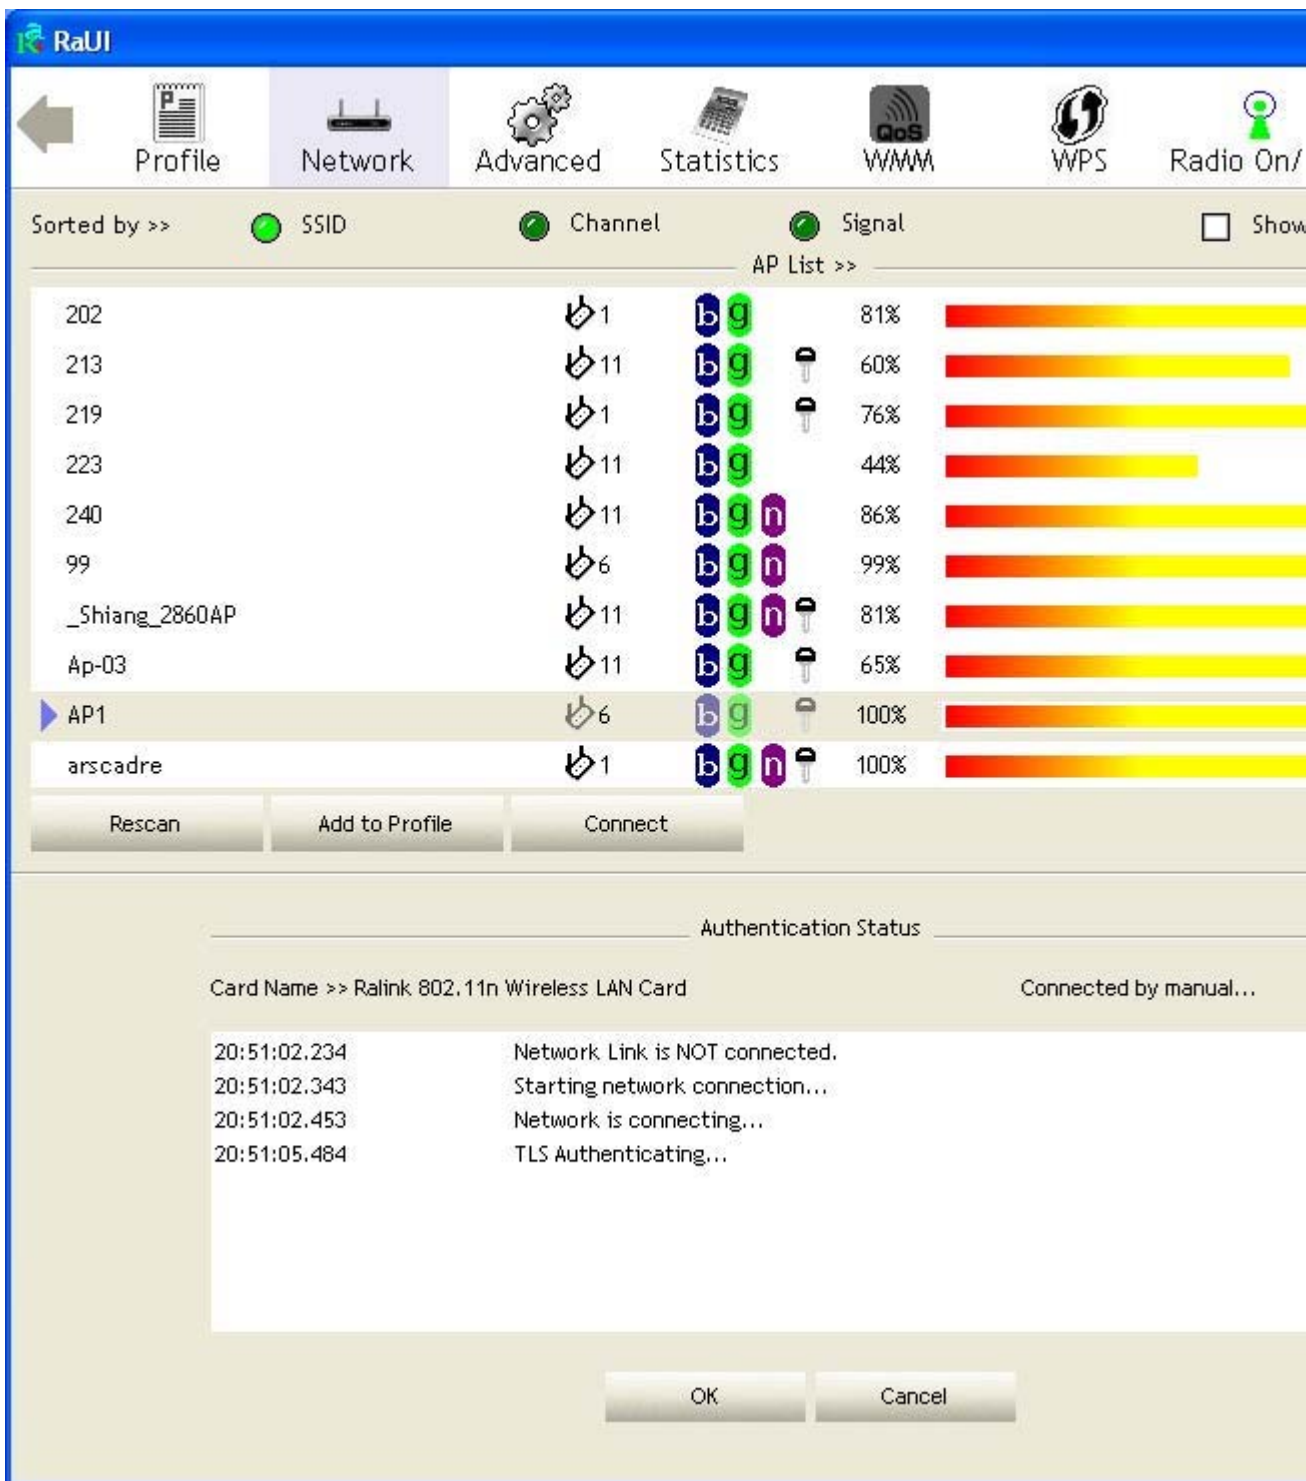 RaUI
Profile Network Advanced Statistics QoS WMM WPS Radio On/
Sorted by >> SSID Channel Signal Show
AP List >>
202 1 b g 81%
213 11 b g 60%
219 1 b g 76%
223 11 b g 44%
240 11 b g n 86%
99 6 b g n 99%
_Shiang_2860AP 11 b g n 81%
Ap-03 11 b g 65%
AP1 6 b g 100%
arscadre 1 b g n 100%
Rescan Add to Profile Connect
Authentication Status
Card Name >> Ralink 802.11n Wireless LAN Card Connected by manual...
20:51:02.234 Network Link is NOT connected.
20:51:02.343 Starting network connection...
20:51:02.453 Network is connecting...
20:51:05.484 TLS Authenticating...
OK Cancel